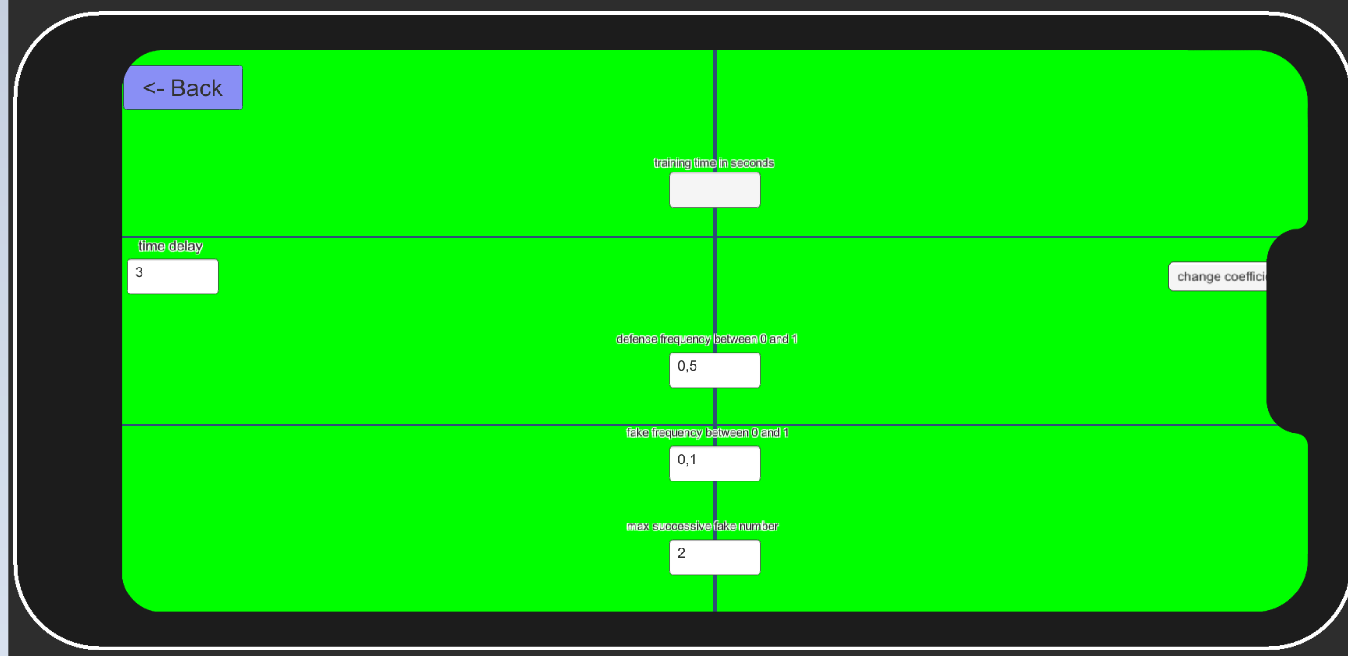 <- Back
training time in seconds
time delay
3
change coeffici
defence frequency between 0 and 1
0,5
fake frequency between 0 and 1
0,1
max successive fake number
2